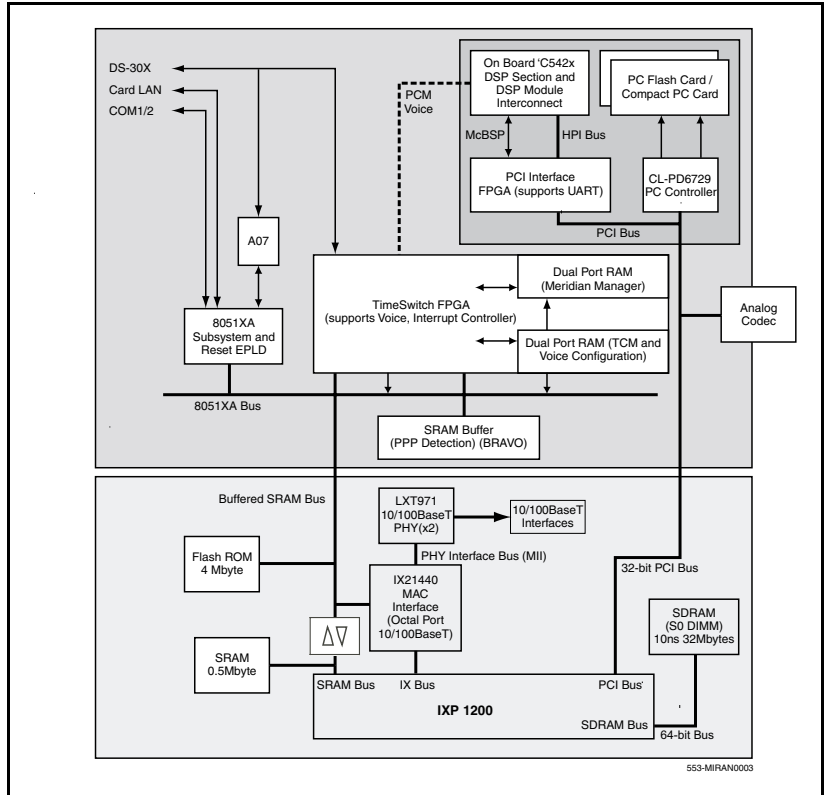 DS-30X
Card LAN
COM1/2
PCM
Voice
On Board 'C542x
DSP Section and
DSP Module
Interconnect
PC Flash Card /
Compact PC Card
McBSP
HPI Bus
PCI Interface
FPGA (supports UART)
CL-PD6729
PC Controller
PCI Bus
A07
TimeSwitch FPGA
(supports Voice, Interrupt Controller)
Dual Port RAM
(Meridian Manager)
Dual Port RAM (TCM and
Voice Configuration)
Analog
Codec
8051XA
Subsystem and
Reset EPLD
8051XA Bus
SRAM Buffer
(PPP Detection) (BRAVO)
Buffered SRAM Bus
LXT971
10/100BaseT
PHY(x2)
10/100BaseT
Interfaces
Flash ROM
4 Mbyte
PHY Interface Bus (MII)
32-bit PCI Bus
IX21440
MAC
Interface
(Octal Port
10/100BaseT)
SDRAM
(S0 DIMM)
10ns 32Mbytes
SRAM
0.5Mbyte
SRAM Bus
IX Bus
PCI Bus
IXP 1200
SDRAM Bus
64-bit Bus
553-MIRAN0003